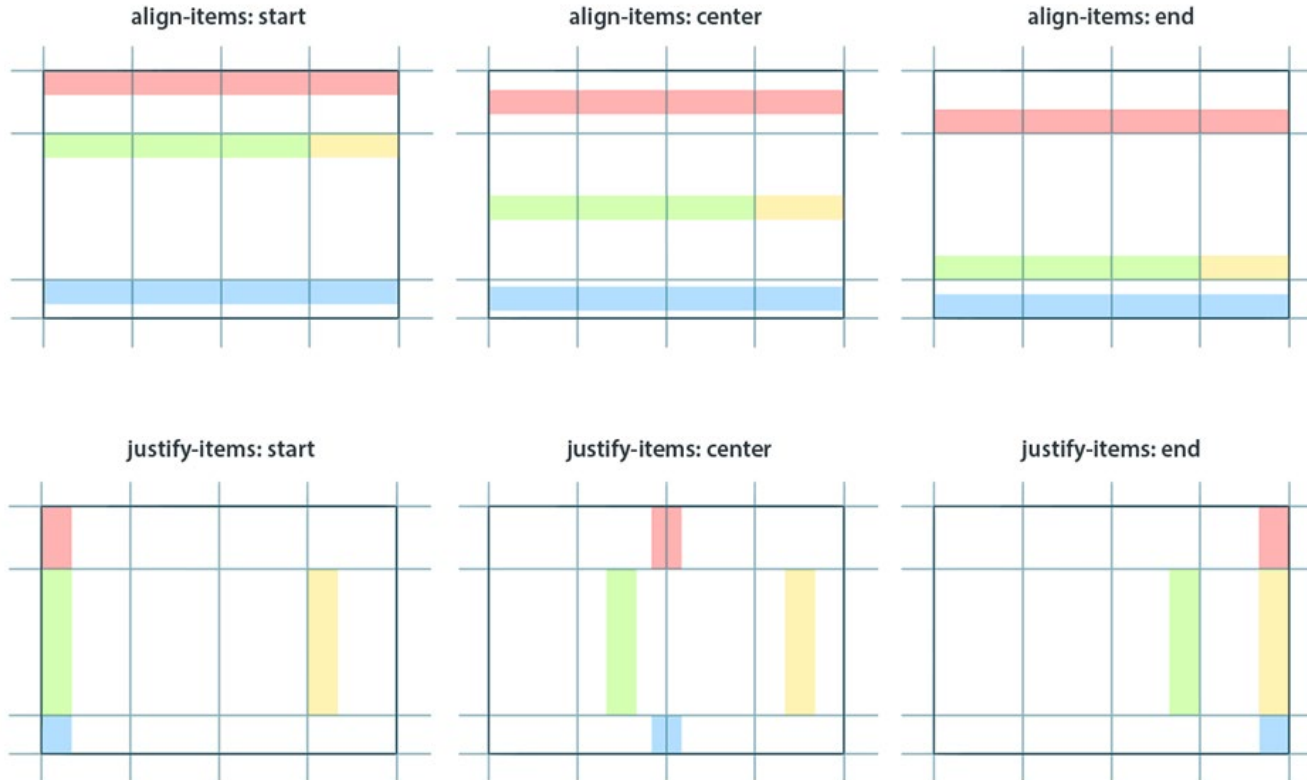 align-items: start
align-items: center
align-items: end
justify-items: start
justify-items: center
justify-items: end